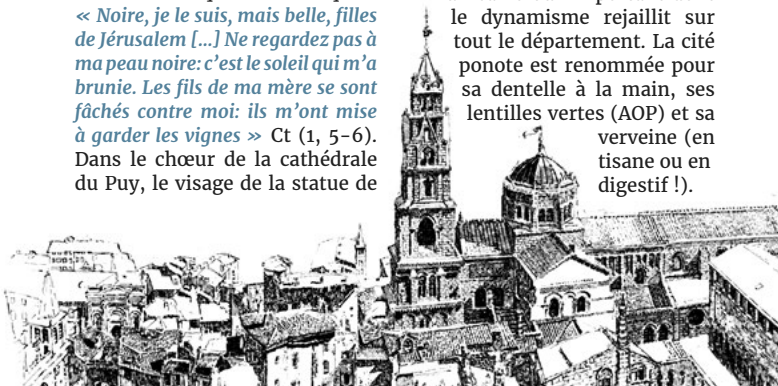 « Noire, je le suis, mais belle, filles
de Jérusalem [...] Ne regardez pas à
ma peau noire: c’est le soleil qui m’a
brunie. Les fils de ma mère se sont
fâchés contre moi: ils m’ont mise
à garder les vignes » Ct (1, 5-6).
Dans le chœur de la cathédrale
du Puy, le visage de la statue de
le dynamisme rejaillit sur
tout le département. La cité
ponote est renommée pour
sa dentelle à la main, ses
lentilles vertes (AOP) et sa
verveine (en
tisane ou en
digestif !).